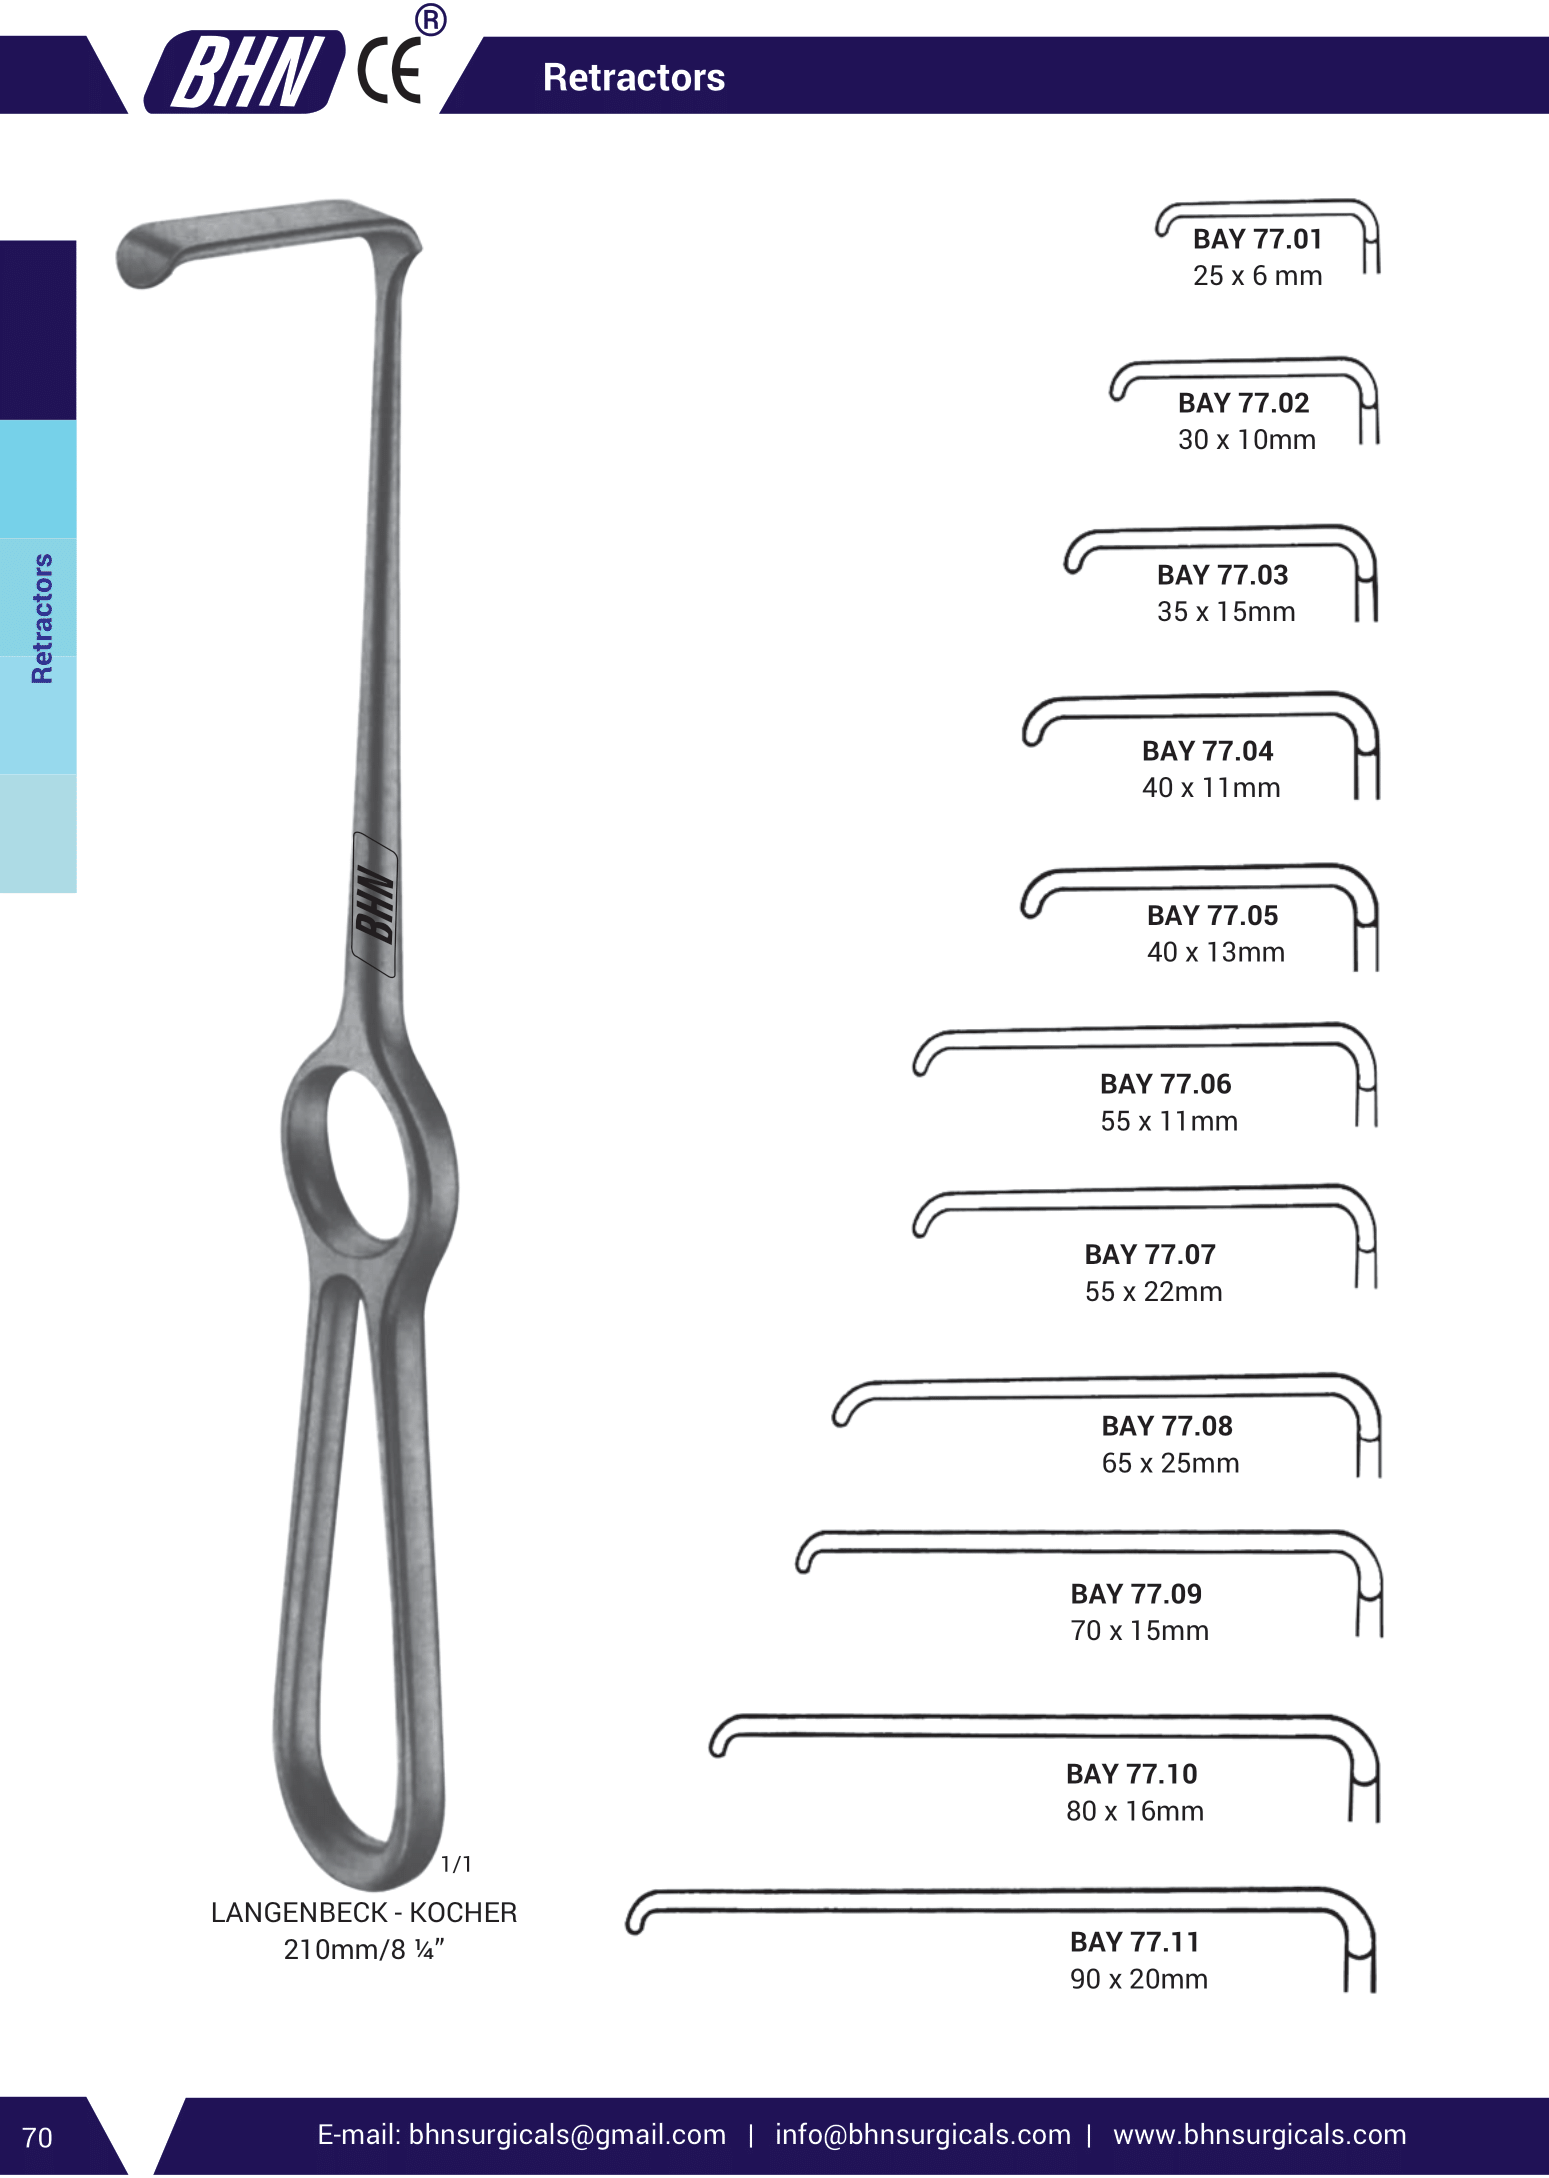 BHN CE ®
Retractors
BAY 77.01
25 x 6 mm
BAY 77.02
30 x 10mm
BAY 77.03
35 x 15mm
Retractors
BAY 77.04
40 x 11mm
BHN
BAY 77.05
40 x 13mm
BAY 77.06
55 x 11mm
BAY 77.07
55 x 22mm
BAY 77.08
65 x 25mm
BAY 77.09
70 x 15mm
BAY 77.10
80 x 16mm
1/1
LANGENBECK - KOCHER
210mm/8 ¼”
BAY 77.11
90 x 20mm
70
E-mail: bhnsurgicals@gmail.com | info@bhnsurgicals.com | www.bhnsurgicals.com